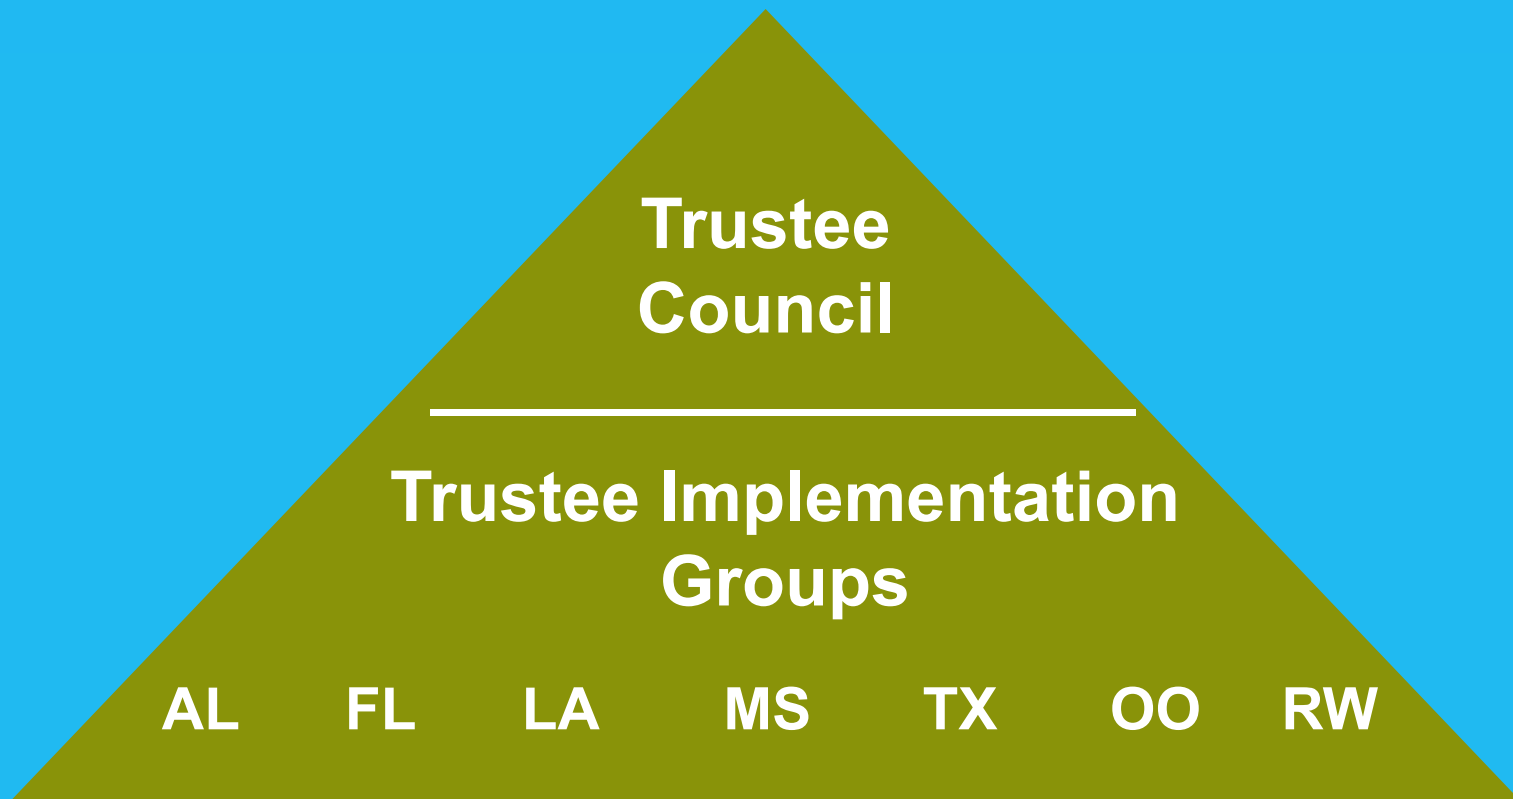 Trustee
Council
Trustee Implementation
Groups
AL FL LA MS TX OO RW